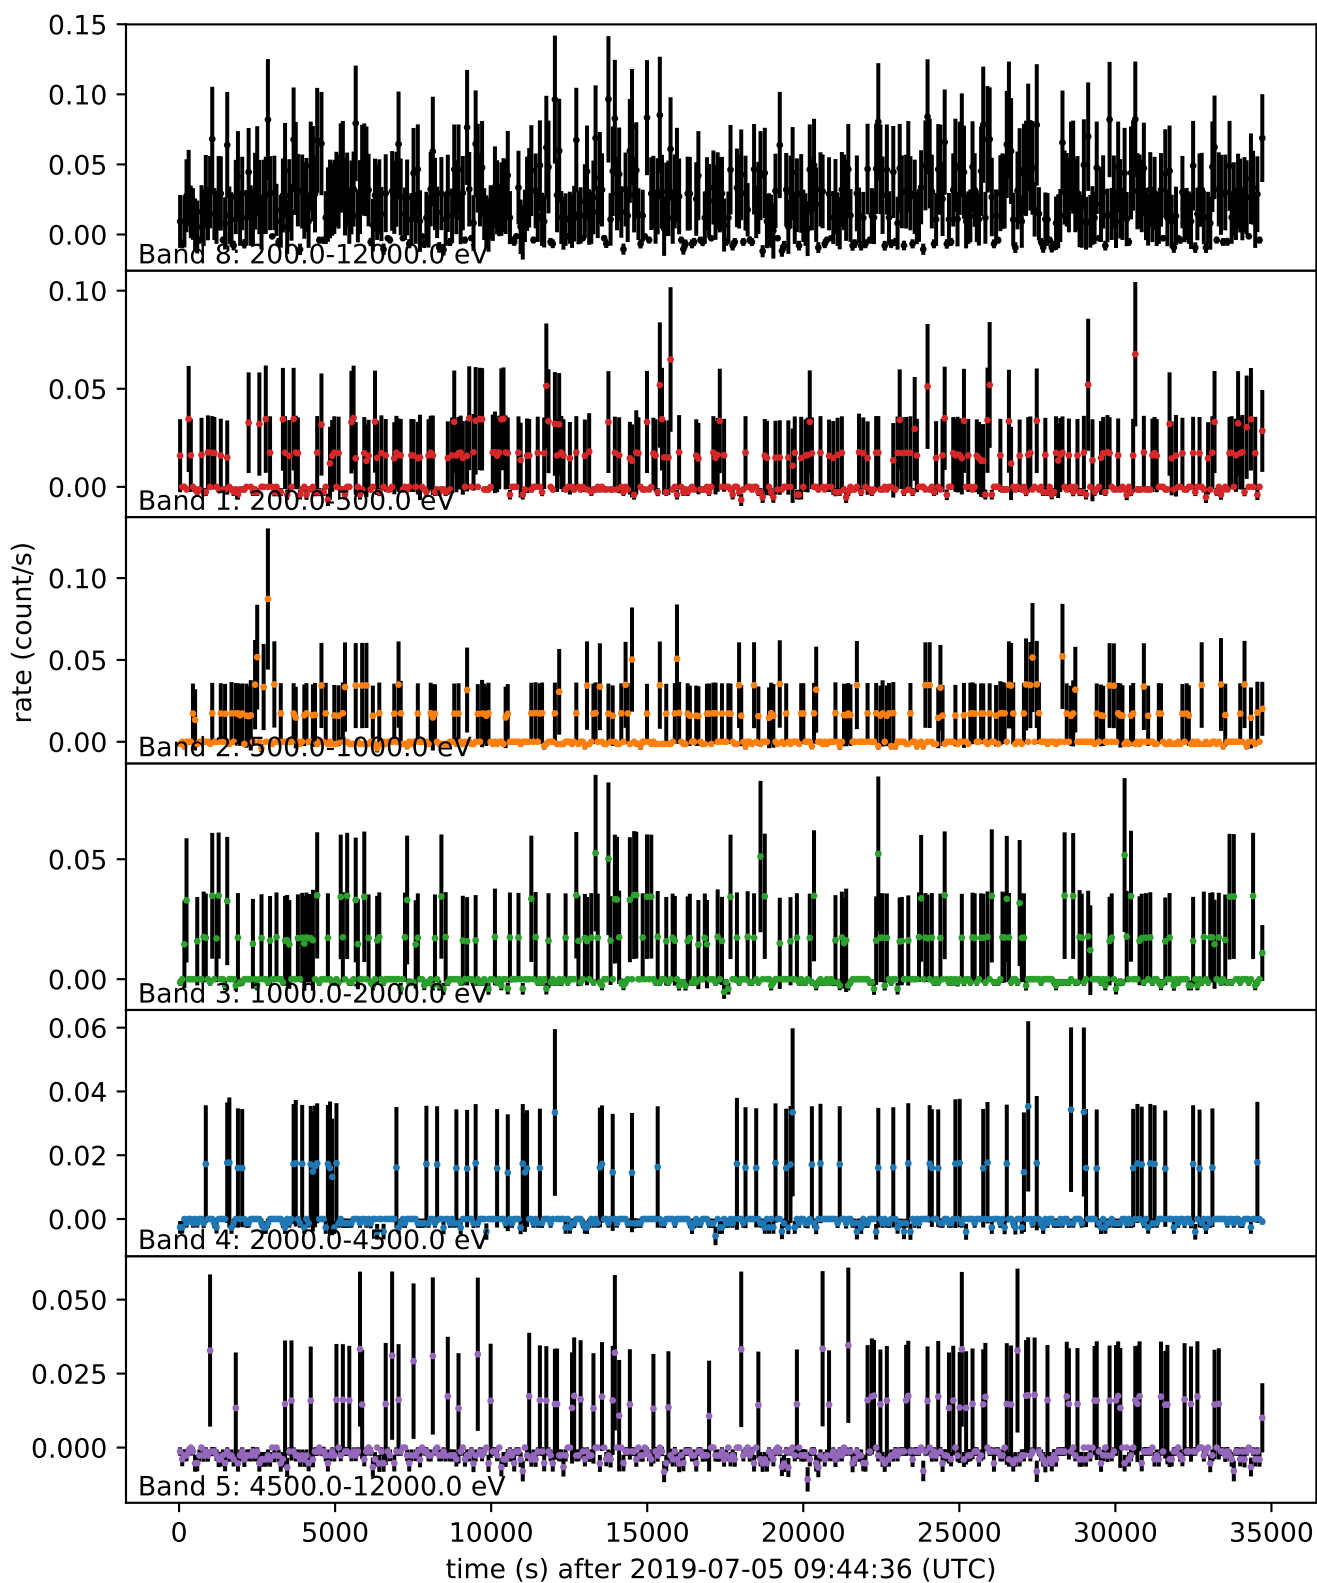 0.15
0.10
0.05
0.00
Band 8: 200.0-12000.0 eV
0.10
0.05
0.00
Band 1: 200.0-500.0 eV
rate (count/s)
0.10
0.05
0.00
Band 2: 500.0-1000.0 eV
0.05
0.00
Band 3: 1000.0-2000.0 eV
0.06
0.04
0.02
0.00
Band 4: 2000.0-4500.0 eV
0.050
0.025
0.000
Band 5: 4500.0-12000.0 eV
0 5000 10000 15000 20000 25000 30000 35000
time (s) after 2019-07-05 09:44:36 (UTC)